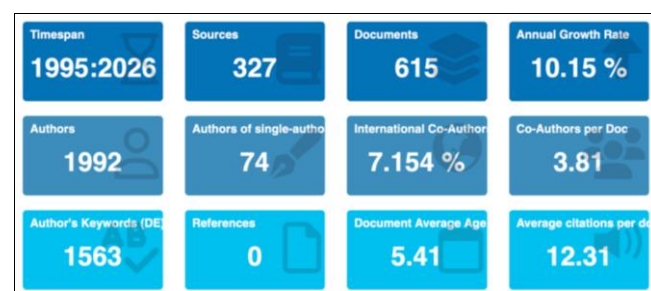 Timespan
1995:2026
Sources
327
Documents
615
Annual Growth Rate
10.15 %
Authors
1992
Authors of single-autho
74
International Co-Author
7.154 %
Co-Authors per Doc
3.81
Author's Keywords (DE)
1563
References
0
Document Average Age
5.41
Average citations per do
12.31